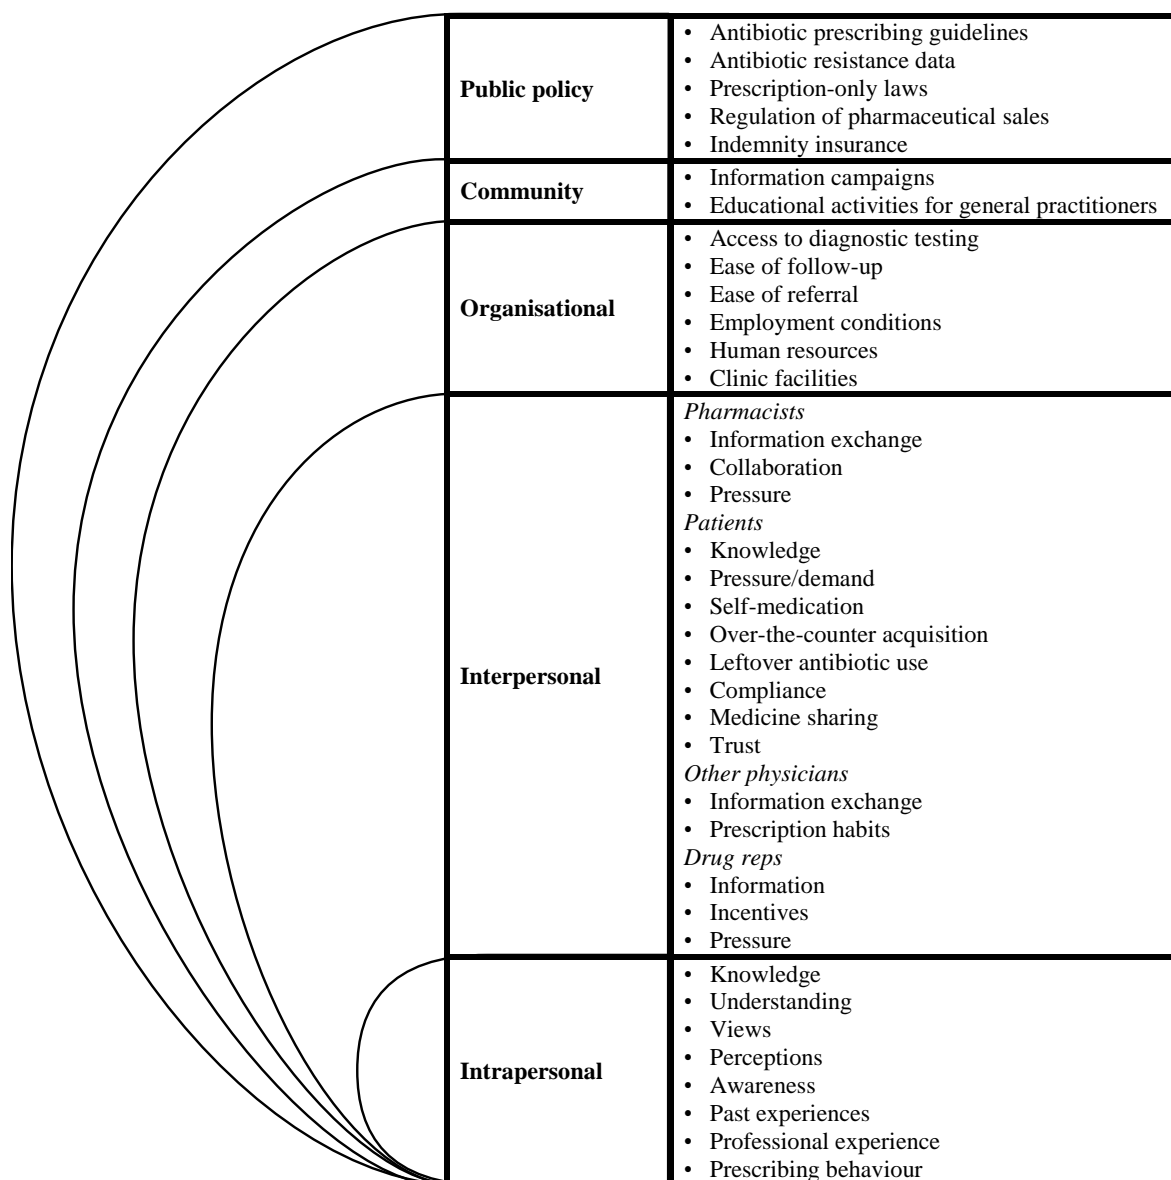 Public policy
• Antibiotic prescribing guidelines
• Antibiotic resistance data
• Prescription-only laws
• Regulation of pharmaceutical sales
• Indemnity insurance
Community
• Information campaigns
• Educational activities for general practitioners
Organisational
• Access to diagnostic testing
• Ease of follow-up
• Ease of referral
• Employment conditions
• Human resources
• Clinic facilities
Interpersonal
Pharmacists
• Information exchange
• Collaboration
• Pressure
Patients
• Knowledge
• Pressure/demand
• Self-medication
• Over-the-counter acquisition
• Leftover antibiotic use
• Compliance
• Medicine sharing
• Trust
Other physicians
• Information exchange
• Prescription habits
Drug reps
• Information
• Incentives
• Pressure
Intrapersonal
• Knowledge
• Understanding
• Views
• Perceptions
• Awareness
• Past experiences
• Professional experience
• Prescribing behaviour